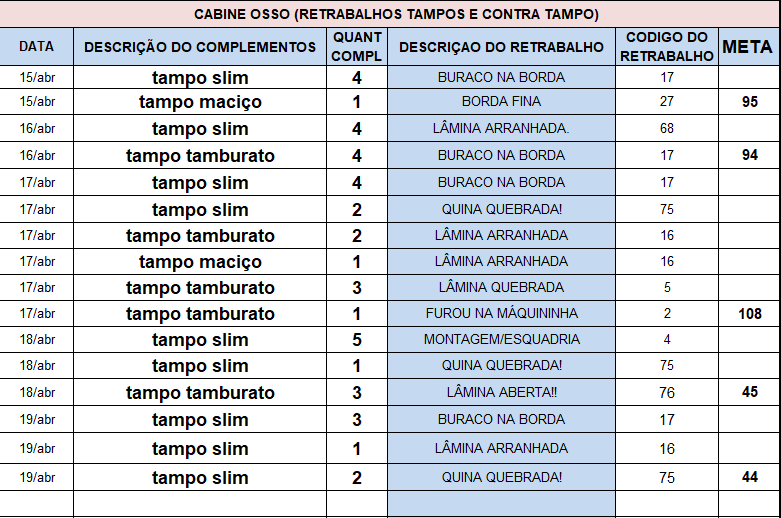 CABINE OSSO (RETRABALHOS TAMPOS E CONTRA TAMPO)
DATA DESCRIÇÃO DO COMPLEMENTOS QUANT COMPL DESCRIÇAO DO RETRABALHO CODIGO DO RETRABALHO META
15/abr tampo slim 4 BURACO NA BORDA 17
15/abr tampo maciço 1 BORDA FINA 27 95
16/abr tampo slim 4 LÂMINA ARRANHADA. 68
16/abr tampo tamburato 4 BURACO NA BORDA 17 94
17/abr tampo slim 4 BURACO NA BORDA 17
17/abr tampo slim 2 QUINA QUEBRADA! 75
17/abr tampo tamburato 2 LÂMINA ARRANHADA 16
17/abr tampo maciço 1 LÂMINA ARRANHADA 16
17/abr tampo tamburato 3 LÂMINA QUEBRADA 5
17/abr tampo tamburato 1 FUROU NA MÁQUININHA 2 108
18/abr tampo slim 5 MONTAGEM/ESQUADRIA 4
18/abr tampo slim 1 QUINA QUEBRADA! 75
18/abr tampo tamburato 3 LÂMINA ABERTA!! 76 45
19/abr tampo slim 3 BURACO NA BORDA 17
19/abr tampo slim 1 LÂMINA ARRANHADA 16
19/abr tampo slim 2 QUINA QUEBRADA! 75 44